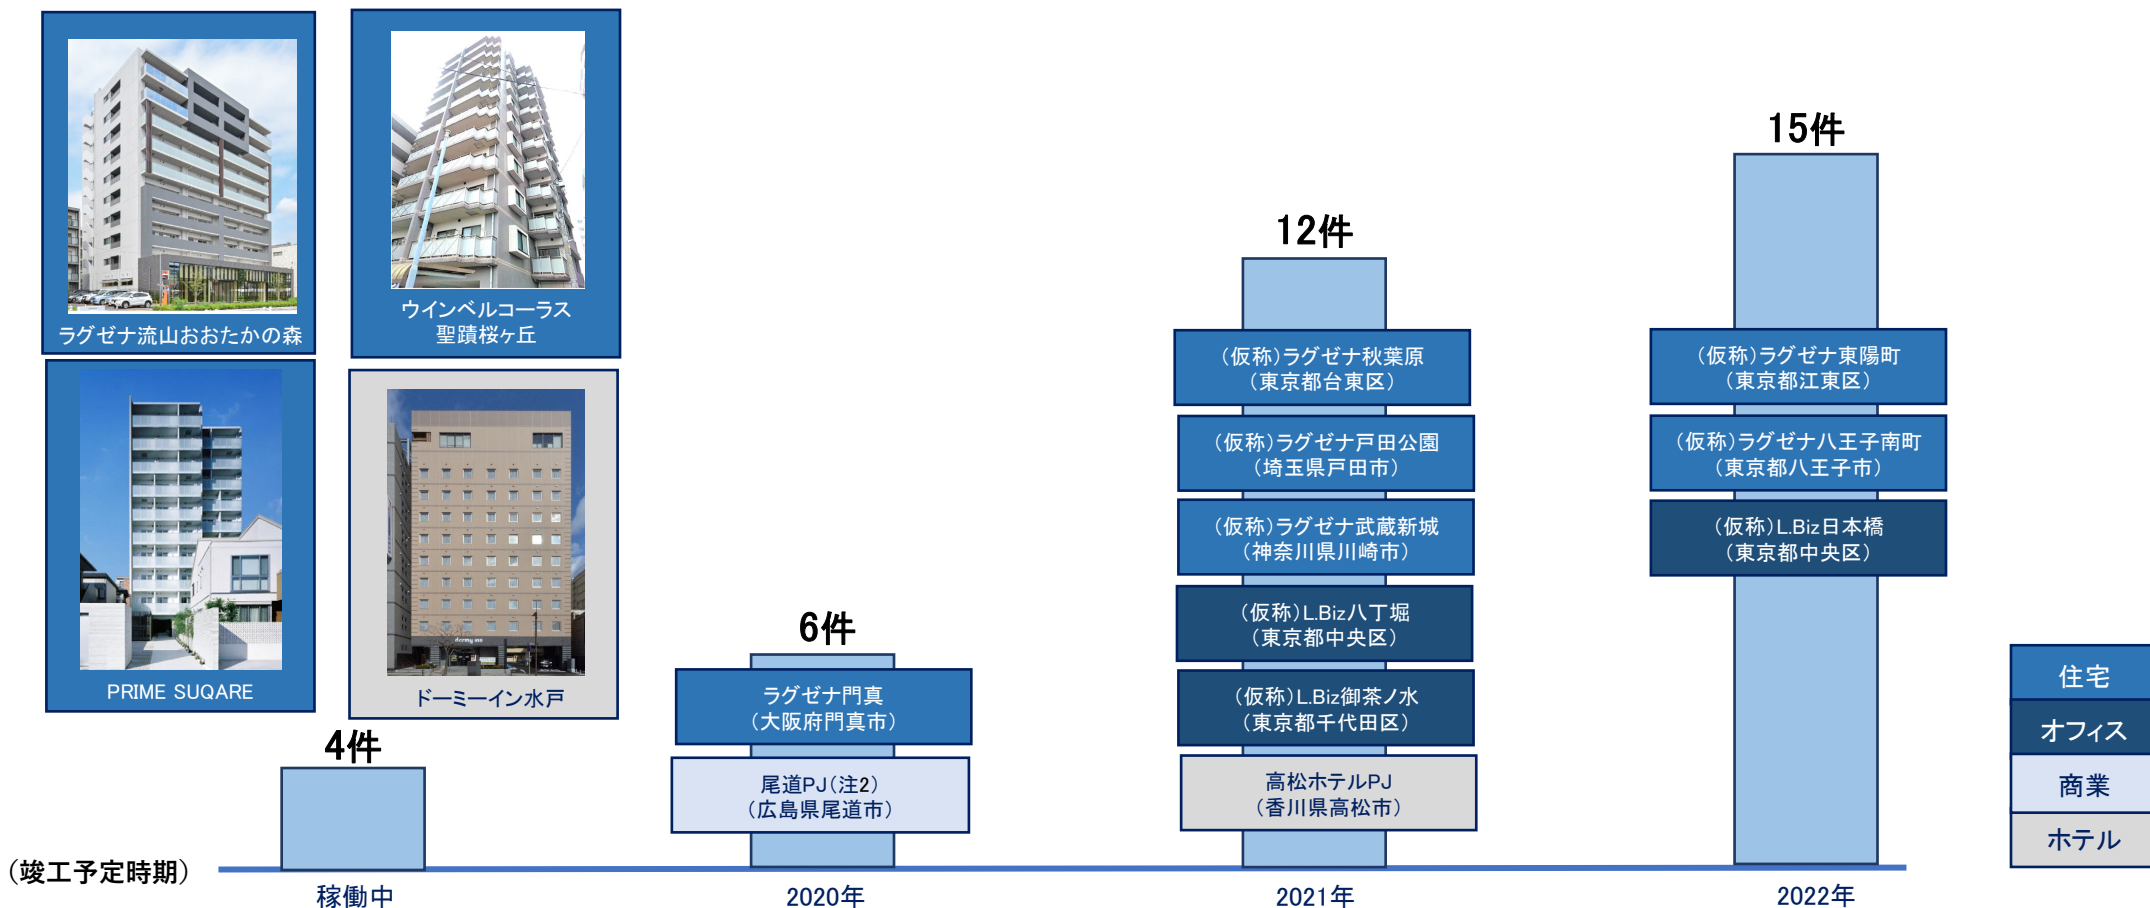 ラグゼナ流山おおたかの森
ウインベルコーラス
聖蹟桜ヶ丘
PRIME SUQARE
dormy inn
ドーミーイン水戸
4件
6件
ラグゼナ門真
（大阪府門真市）
尾道PJ（注2）
（広島県尾道市）
12件
（仮称）ラグゼナ秋葉原
（東京都台東区）
（仮称）ラグゼナ戸田公園
（埼玉県戸田市）
（仮称）ラグゼナ武蔵新城
（神奈川県川崎市）
（仮称）L.Biz八丁堀
（東京都中央区）
（仮称）L.Biz御茶ノ水
（東京都千代田区）
高松ホテルPJ
（香川県高松市）
15件
（仮称）ラグゼナ東陽町
（東京都江東区）
（仮称）ラグゼナ八王子南町
（東京都八王子市）
（仮称）L.Biz日本橋
（東京都中央区）
住宅
オフィス
商業
ホテル
（竣工予定時期）
稼働中
2020年
2021年
2022年